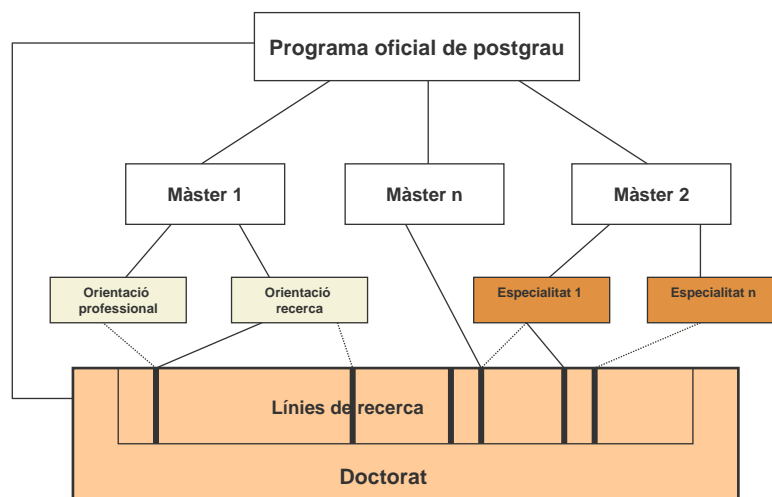 Programa oficial de postgrau
Màster 1
Màster n
Màster 2
Orientació
professional
Orientació
recerca
Especialitat 1
Especialitat n
Línies de recerca
Doctorat